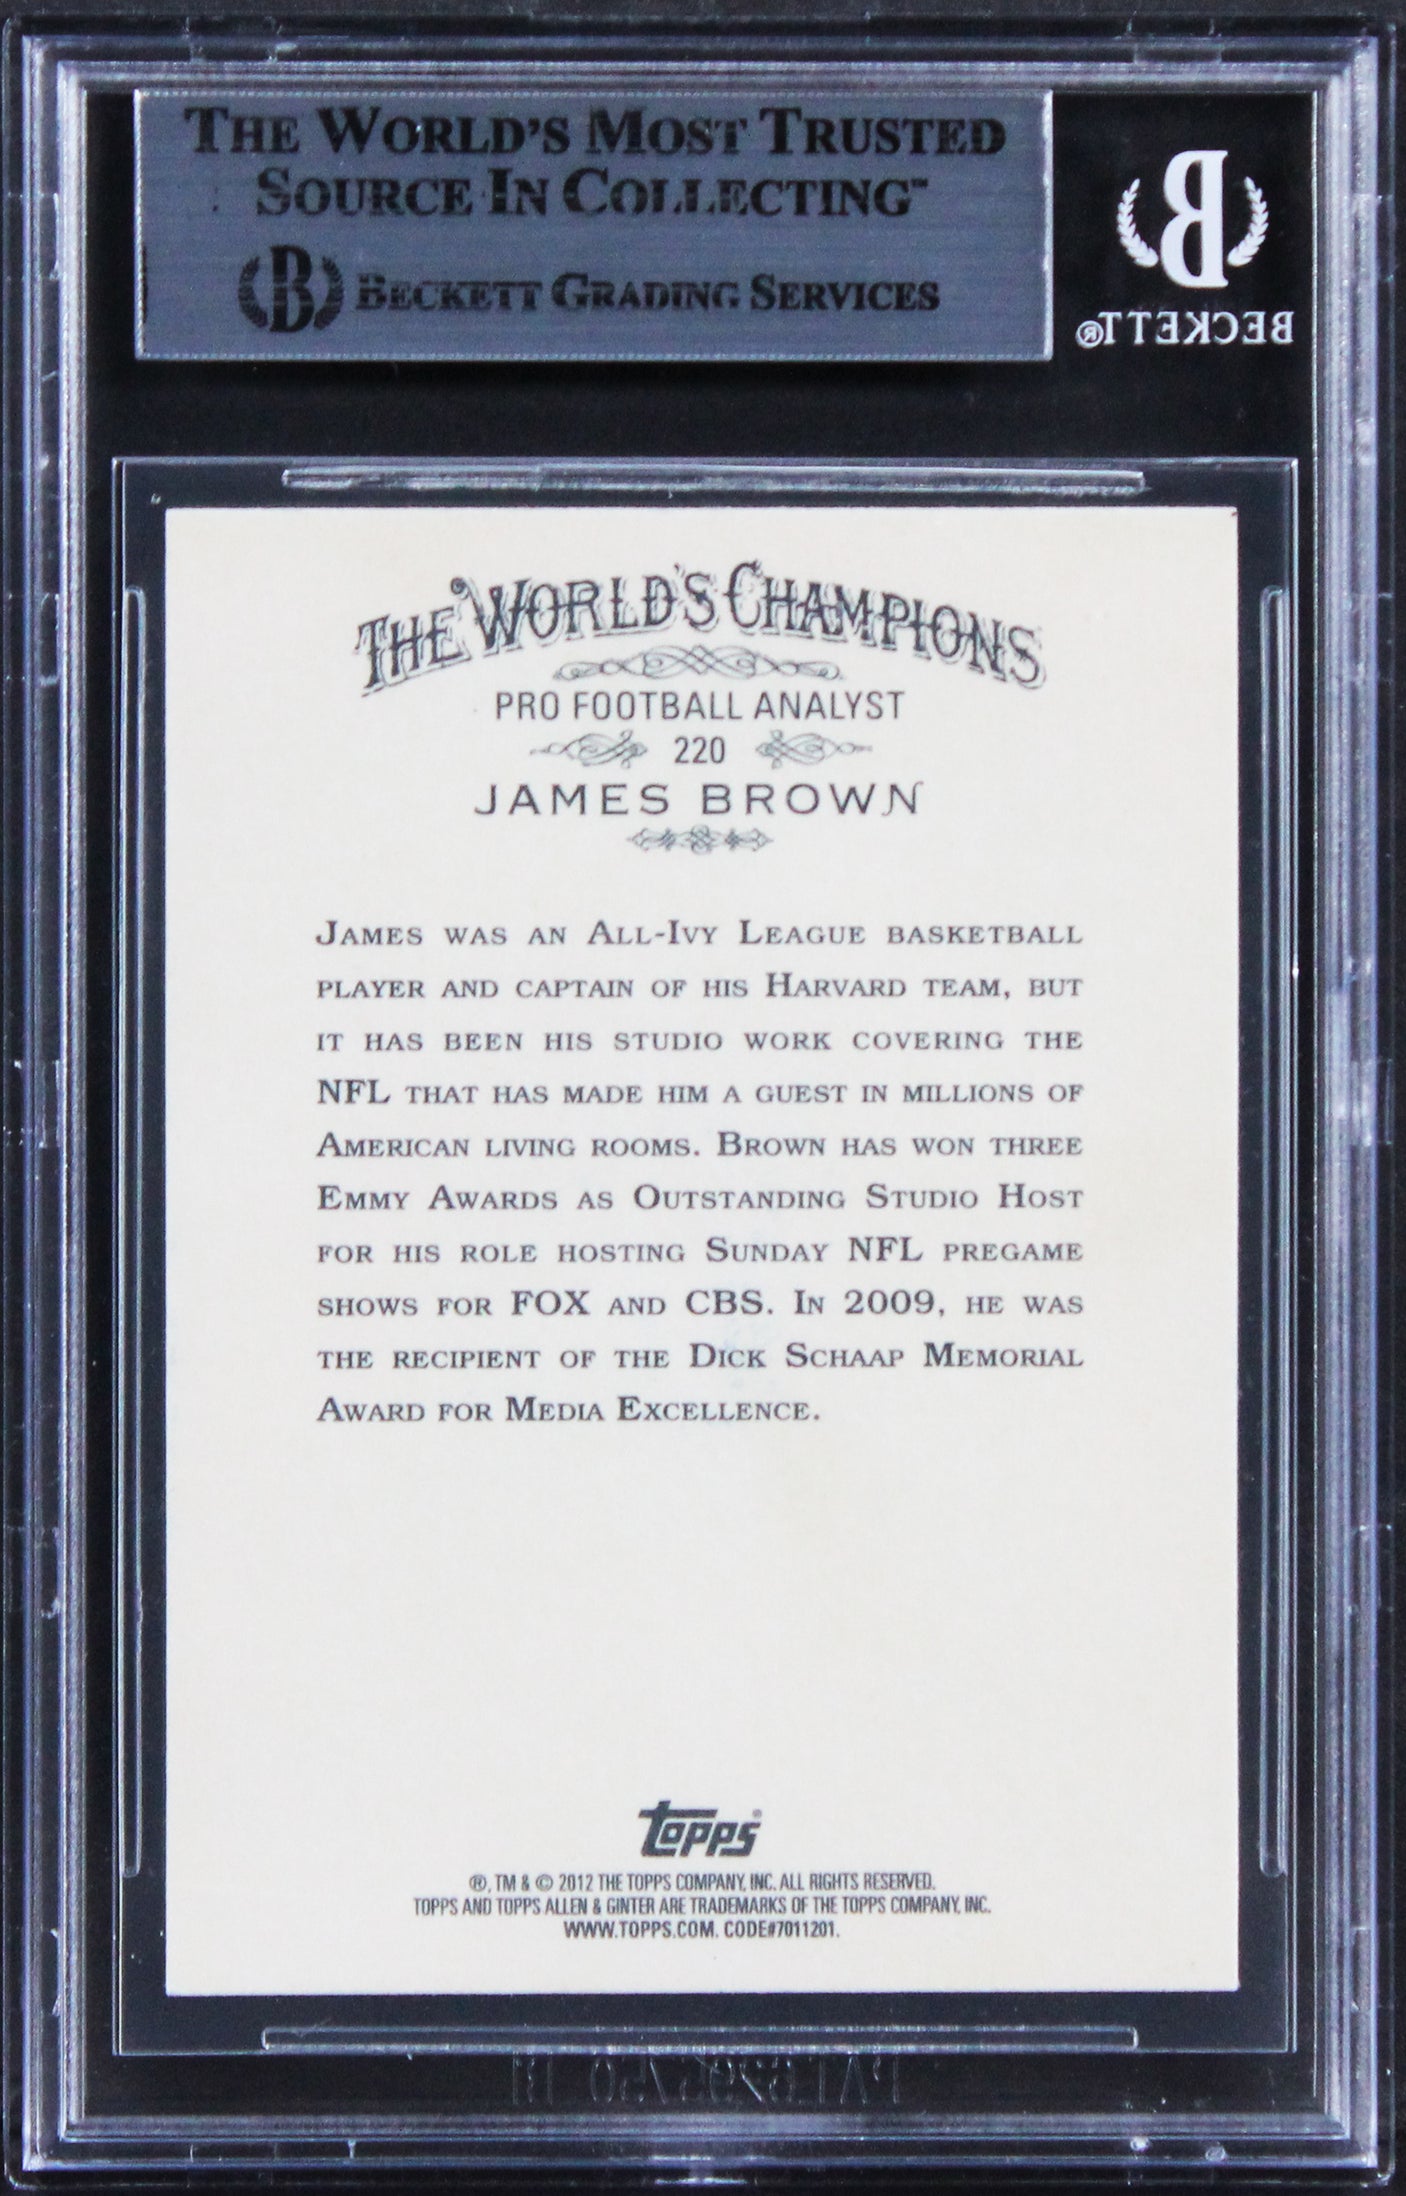 THE WORLD'S MOST TRUSTED
SOURCE IN COLLECTING™
B BECKETT GRADING SERVICES
B
BECKETT®
THE WORLD'S CHAMPIONS
PRO FOOTBALL ANALYST
220
JAMES BROWN
JAMES WAS AN ALL-IVY LEAGUE BASKETBALL
PLAYER AND CAPTAIN OF HIS HARVARD TEAM, BUT
IT HAS BEEN HIS STUDIO WORK COVERING THE
NFL THAT HAS MADE HIM A GUEST IN MILLIONS OF
AMERICAN LIVING ROOMS. BROWN HAS WON THREE
EMMY AWARDS AS OUTSTANDING STUDIO HOST
FOR HIS ROLE HOSTING SUNDAY NFL PREGAME
SHOWS FOR FOX AND CBS. IN 2009, HE WAS
THE RECIPIENT OF THE DICK SCHAAP MEMORIAL
AWARD FOR MEDIA EXCELLENCE.
topps®
®, TM & © 2012 THE TOPPS COMPANY, INC. ALL RIGHTS RESERVED.
TOPPS AND TOPPS ALLEN & GINTER ARE TRADEMARKS OF THE TOPPS COMPANY, INC.
WWW.TOPPS.COM. CODE#7011201.